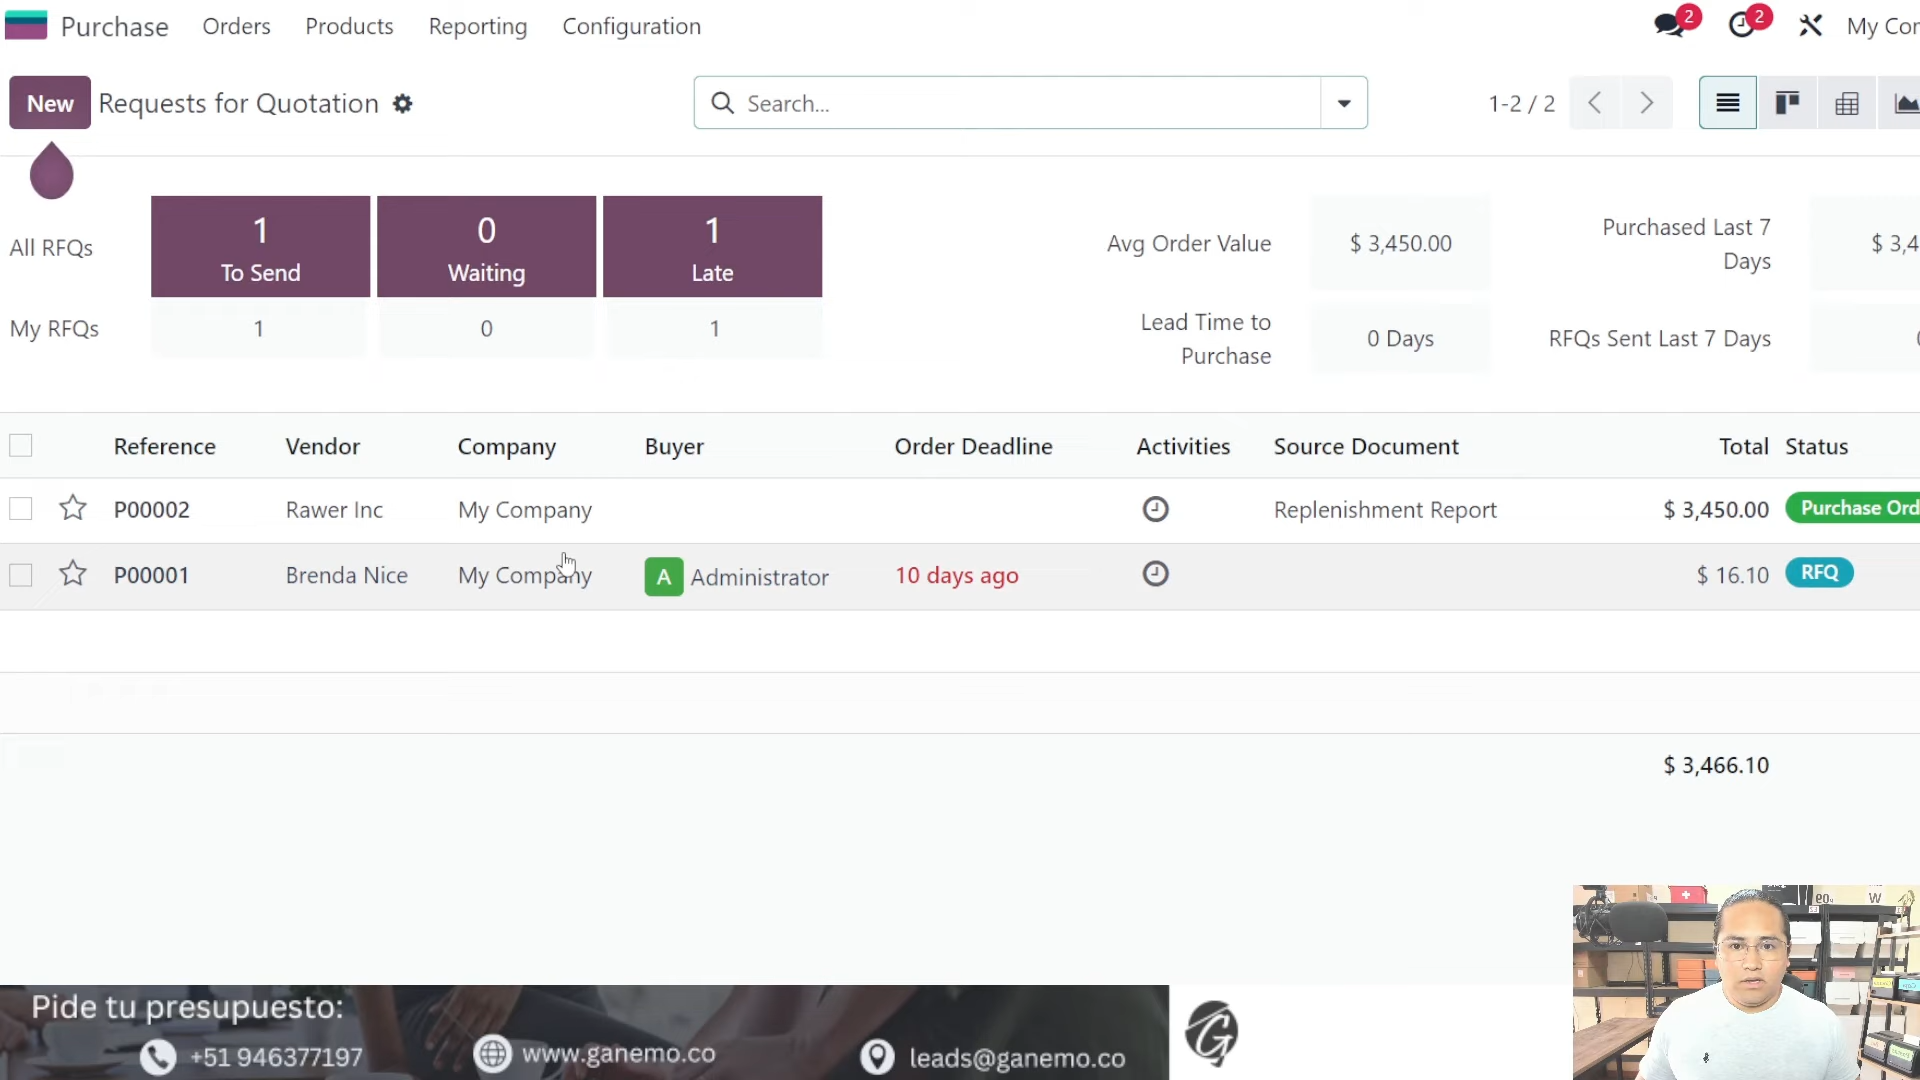 Purchase Orders Products Reporting Configuration 2 2 My Cor
New Requests for Quotation Search... 1-2 / 2
All RFQs 1 To Send 0 Waiting 1 Late
My RFQs 1 0 1
Avg Order Value $ 3,450.00 Purchased Last 7
Days $ 3,4
Lead Time to
Purchase 0 Days RFQs Sent Last 7 Days
Reference Vendor Company Buyer Order Deadline Activities Source Document Total Status
P00002 Rawer Inc My Company Replenishment Report $ 3,450.00 Purchase Ord
P00001 Brenda Nice My Company A Administrator 10 days ago $ 16.10 RFQ
$ 3,466.10
Pide tu presupuesto:
+51 946377197 www.ganemo.co leads@ganemo.co